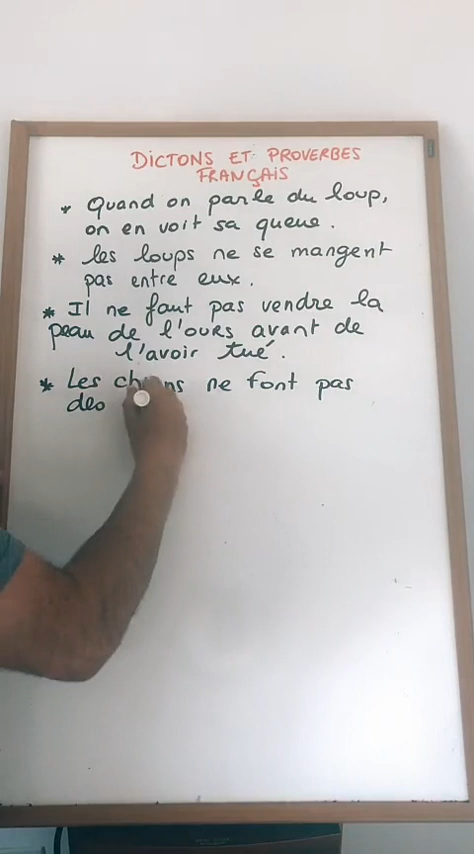 DICTONS ET PROVERBES
FRANÇAIS
* Quand on parle du loup,
on en voit sa queue.
* les loups ne se mangent
pas entre eux.
* Il ne faut pas vendre la
peau de l'ours avant de
l'avoir tué.
* Les ne font pas
des